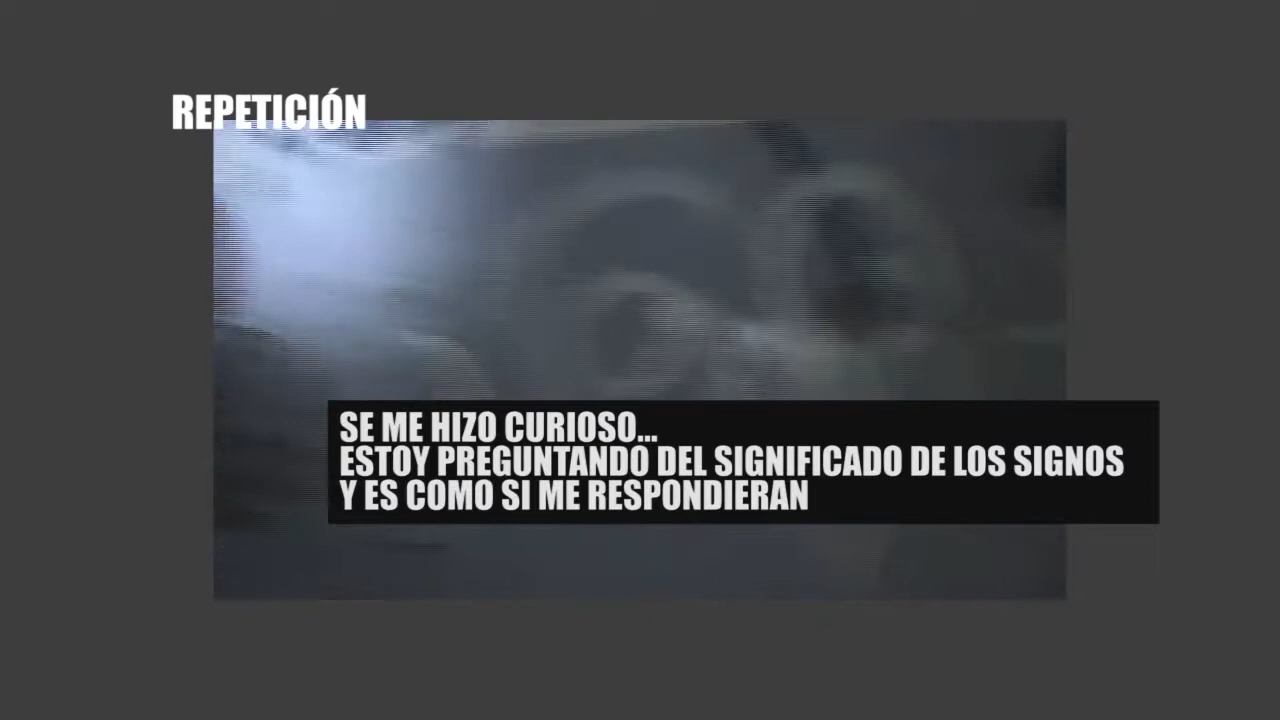 REPETICIÓN
SE ME HIZO CURIOSO...
ESTOY PREGUNTANDO DEL SIGNIFICADO DE LOS SIGNOS
Y ES COMO SI ME RESPONDIERAN